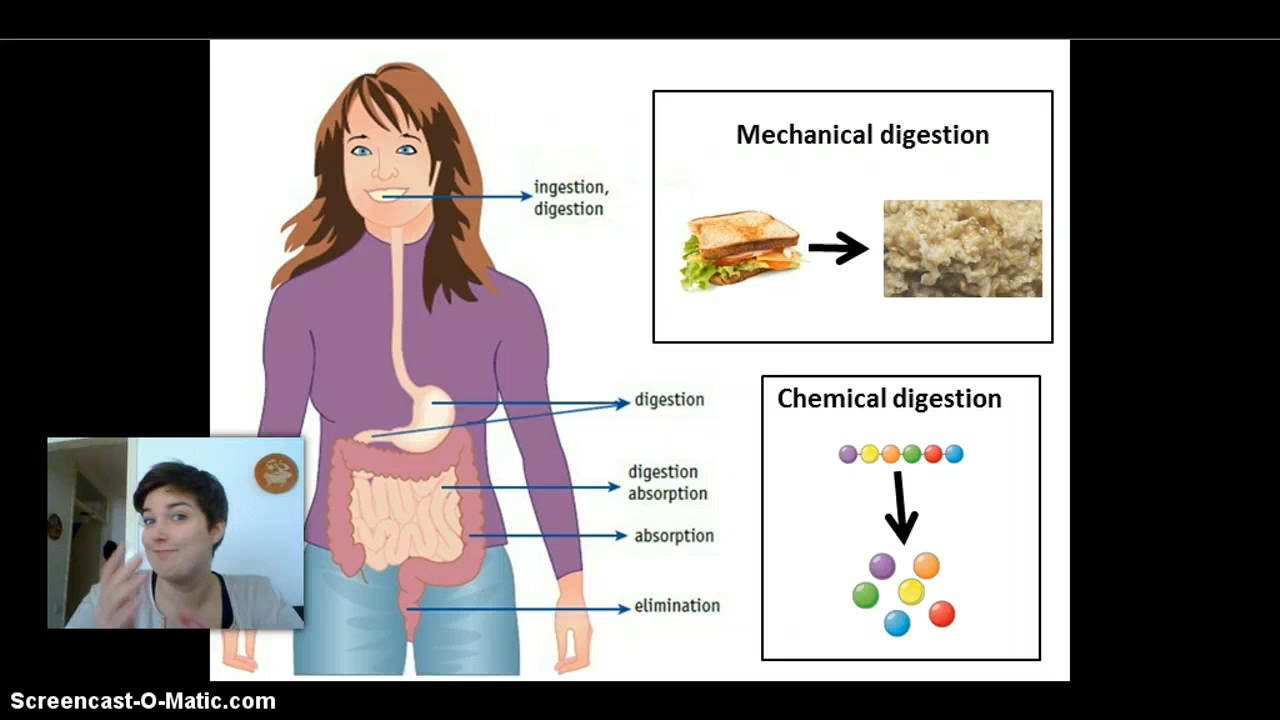 Mechanical digestion
ingestion,
digestion
digestion
Chemical digestion
digestion
absorption
absorption
elimination
Screencast-O-Matic.com